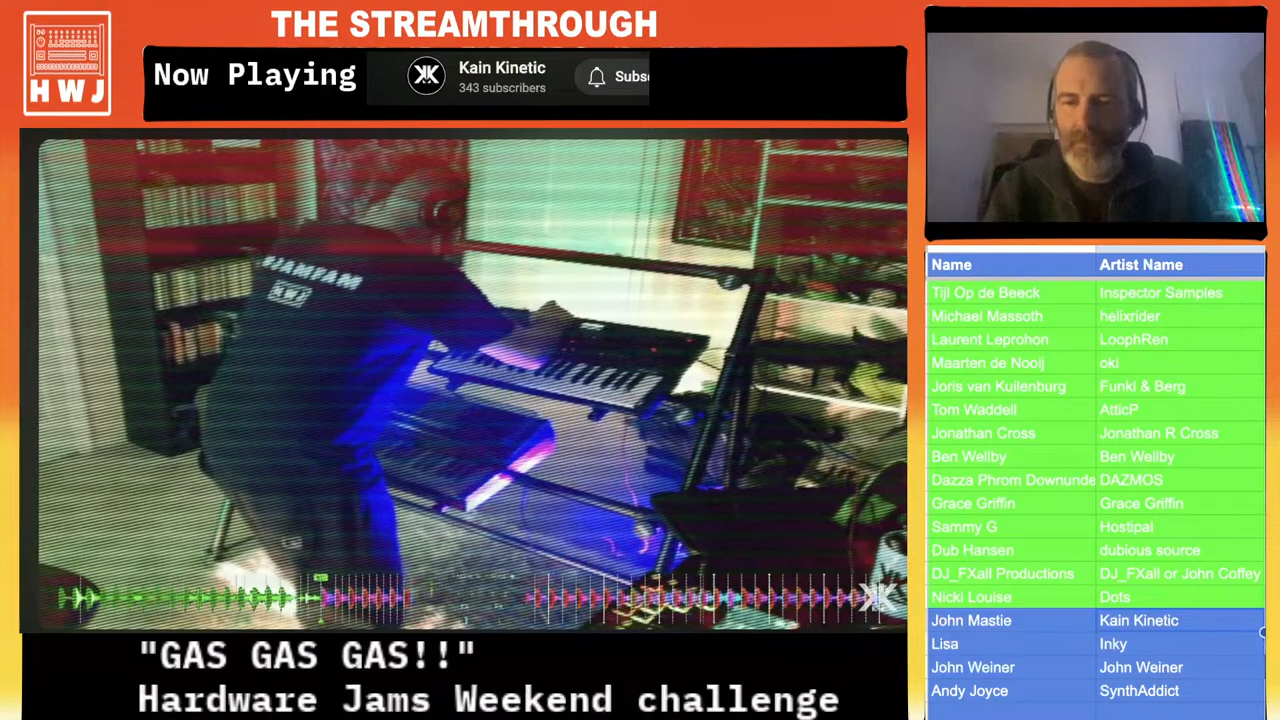 THE STREAMTHROUGH
HWJ
Now Playing
Kain Kinetic
343 subscribers
Subs
#JAMFAM
HWJ
"GAS GAS GAS!!"
Hardware Jams Weekend challenge
Name Artist Name
Tijl Op de Beeck Inspector Samples
Michael Massoth helixrider
Laurent Leprohon LoophRen
Maarten de Nooij oki
Joris van Kuilenburg Funkl & Berg
Tom Waddell AtticP
Jonathan Cross Jonathan R Cross
Ben Wellby Ben Wellby
Dazza Phrom Downunde DAZMOS
Grace Griffin Grace Griffin
Sammy G Hostipal
Dub Hansen dubious source
DJ_FXall Productions DJ_FXall or John Coffey
Nicki Louise Dots
John Mastie Kain Kinetic
Lisa Inky
John Weiner John Weiner
Andy Joyce SynthAddict